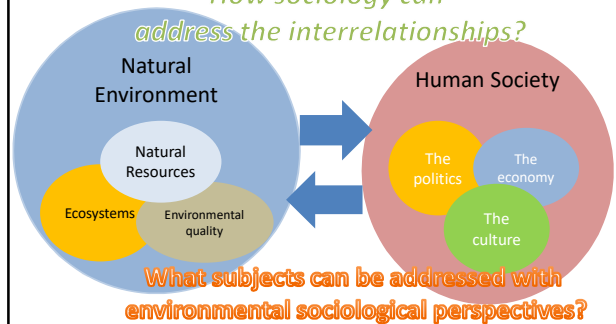 How sociology can
address the interrelationships?
Natural
Environment
Natural
Resources
Ecosystems
Environmental
quality
Human Society
The
politics
The
economy
The
culture
What subjects can be addressed with
environmental sociological perspectives?